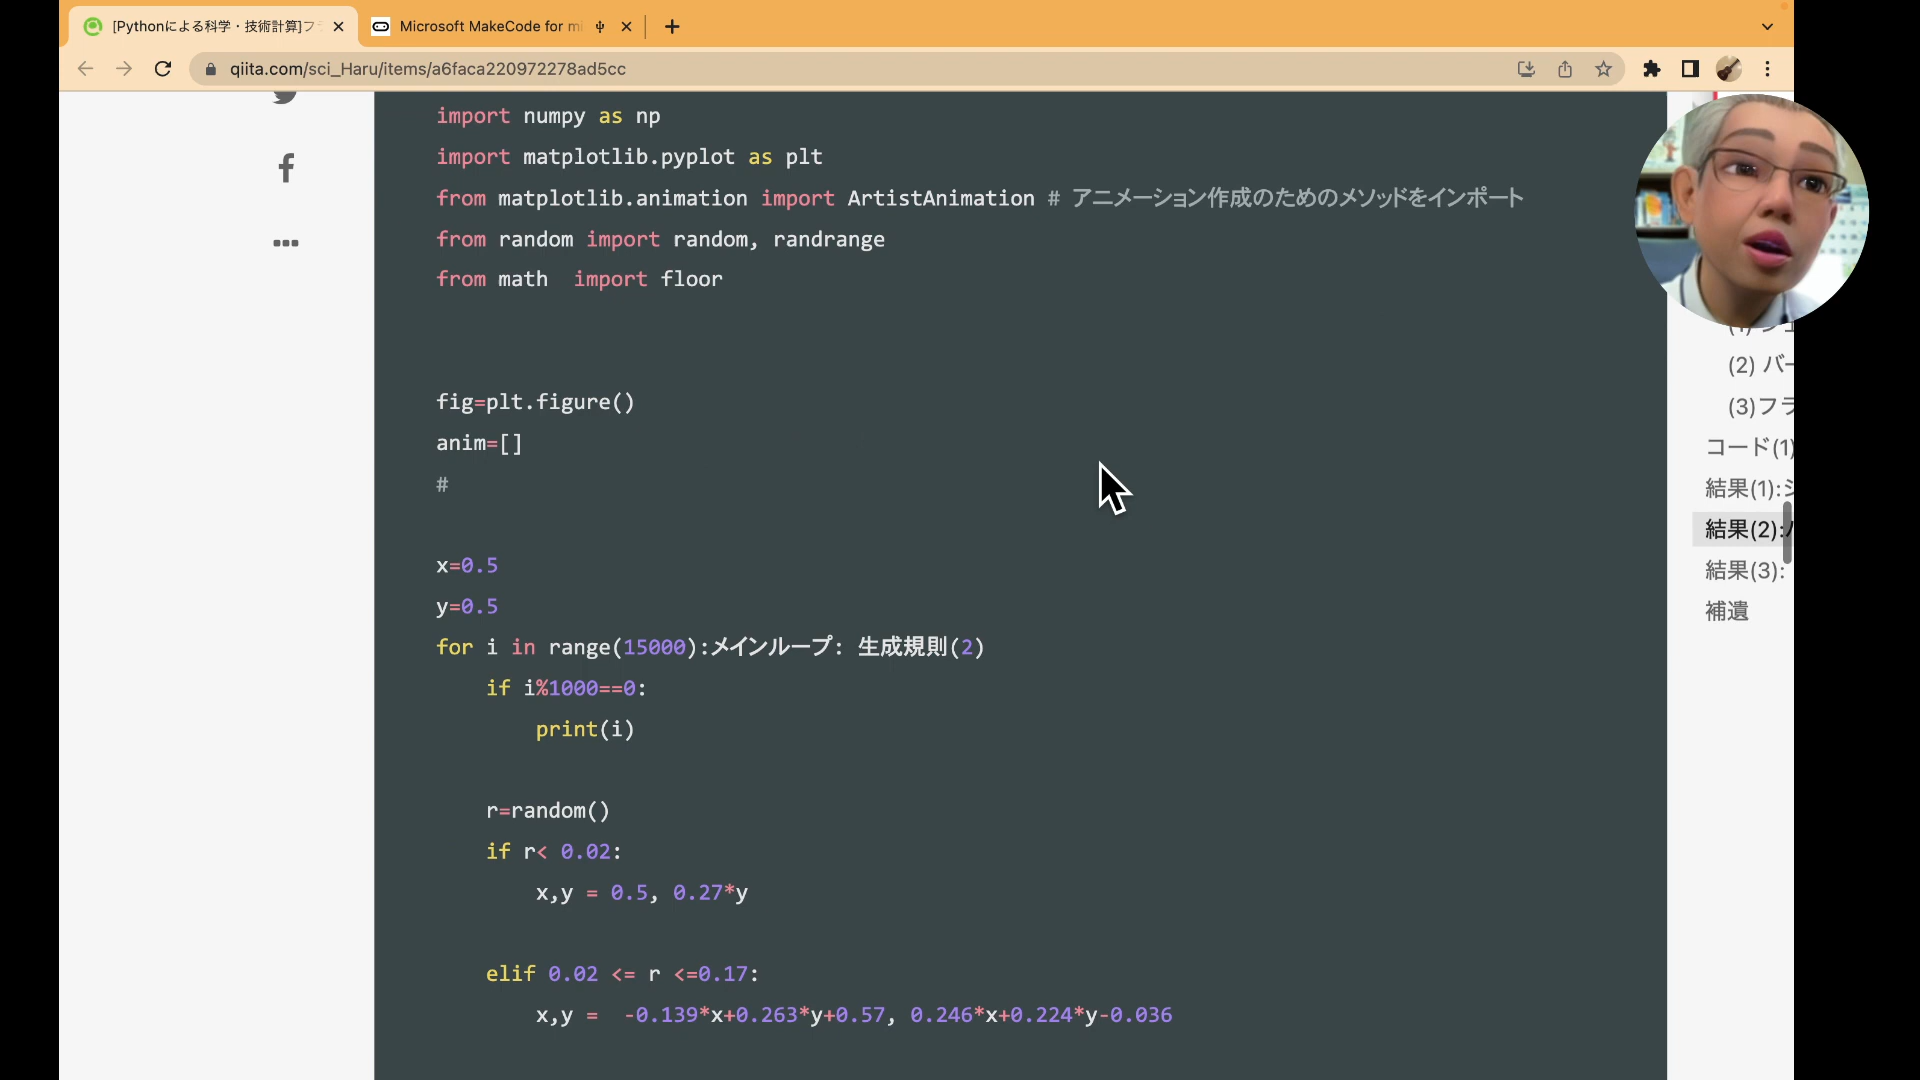 [Pythonによる科学・技術計算]フ
Microsoft MakeCode for mi
qiita.com/sci_Haru/items/a6faca220972278ad5cc
import numpy as np
import matplotlib.pyplot as plt
from matplotlib.animation import ArtistAnimation # アニメーション作成のためのメソッドをインポート
from random import random, randrange
from math  import floor
fig=plt.figure()
anim=[]
#
x=0.5
y=0.5
for i in range(15000):メインループ: 生成規則(2)
if i%1000==0:
print(i)
r=random()
if r< 0.02:
x,y = 0.5, 0.27*y
elif 0.02 <= r <=0.17:
x,y =  -0.139*x+0.263*y+0.57, 0.246*x+0.224*y-0.036
(2) バー
(3)フラ
コード(1)
結果(1):シ
結果(2):バ
結果(3):
補遺